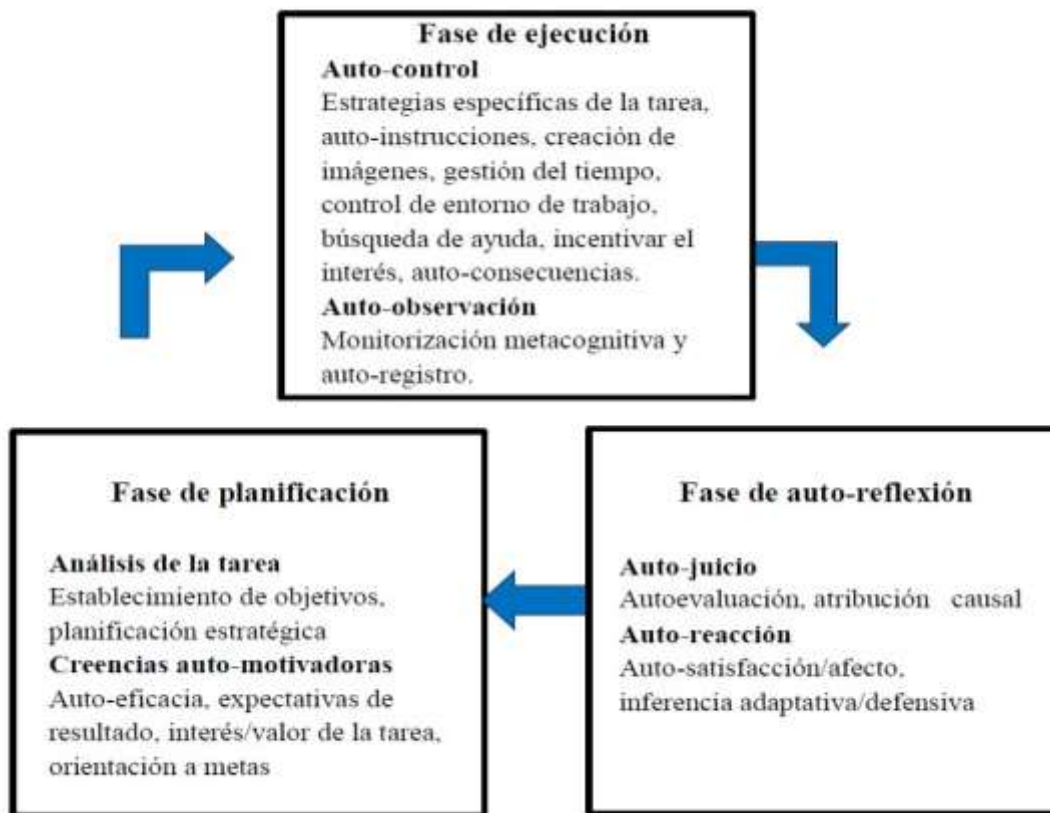 Fase de ejecución
Auto-control
Estrategias específicas de la tarea,
auto-instrucciones, creación de
imágenes, gestión del tiempo,
control de entorno de trabajo,
búsqueda de ayuda, incentivar el
interés, auto-consecuencias.
Auto-observación
Monitorización metacognitiva y
auto-registro.
Fase de planificación
Análisis de la tarea
Establecimiento de objetivos,
planificación estratégica
Creencias auto-motivadoras
Auto-eficacia, expectativas de
resultado, interés/valor de la tarea,
orientación a metas
Fase de auto-reflexión
Auto-juicio
Autoevaluación, atribución causal
Auto-reacción
Auto-satisfacción/afecto,
inferencia adaptativa/defensiva